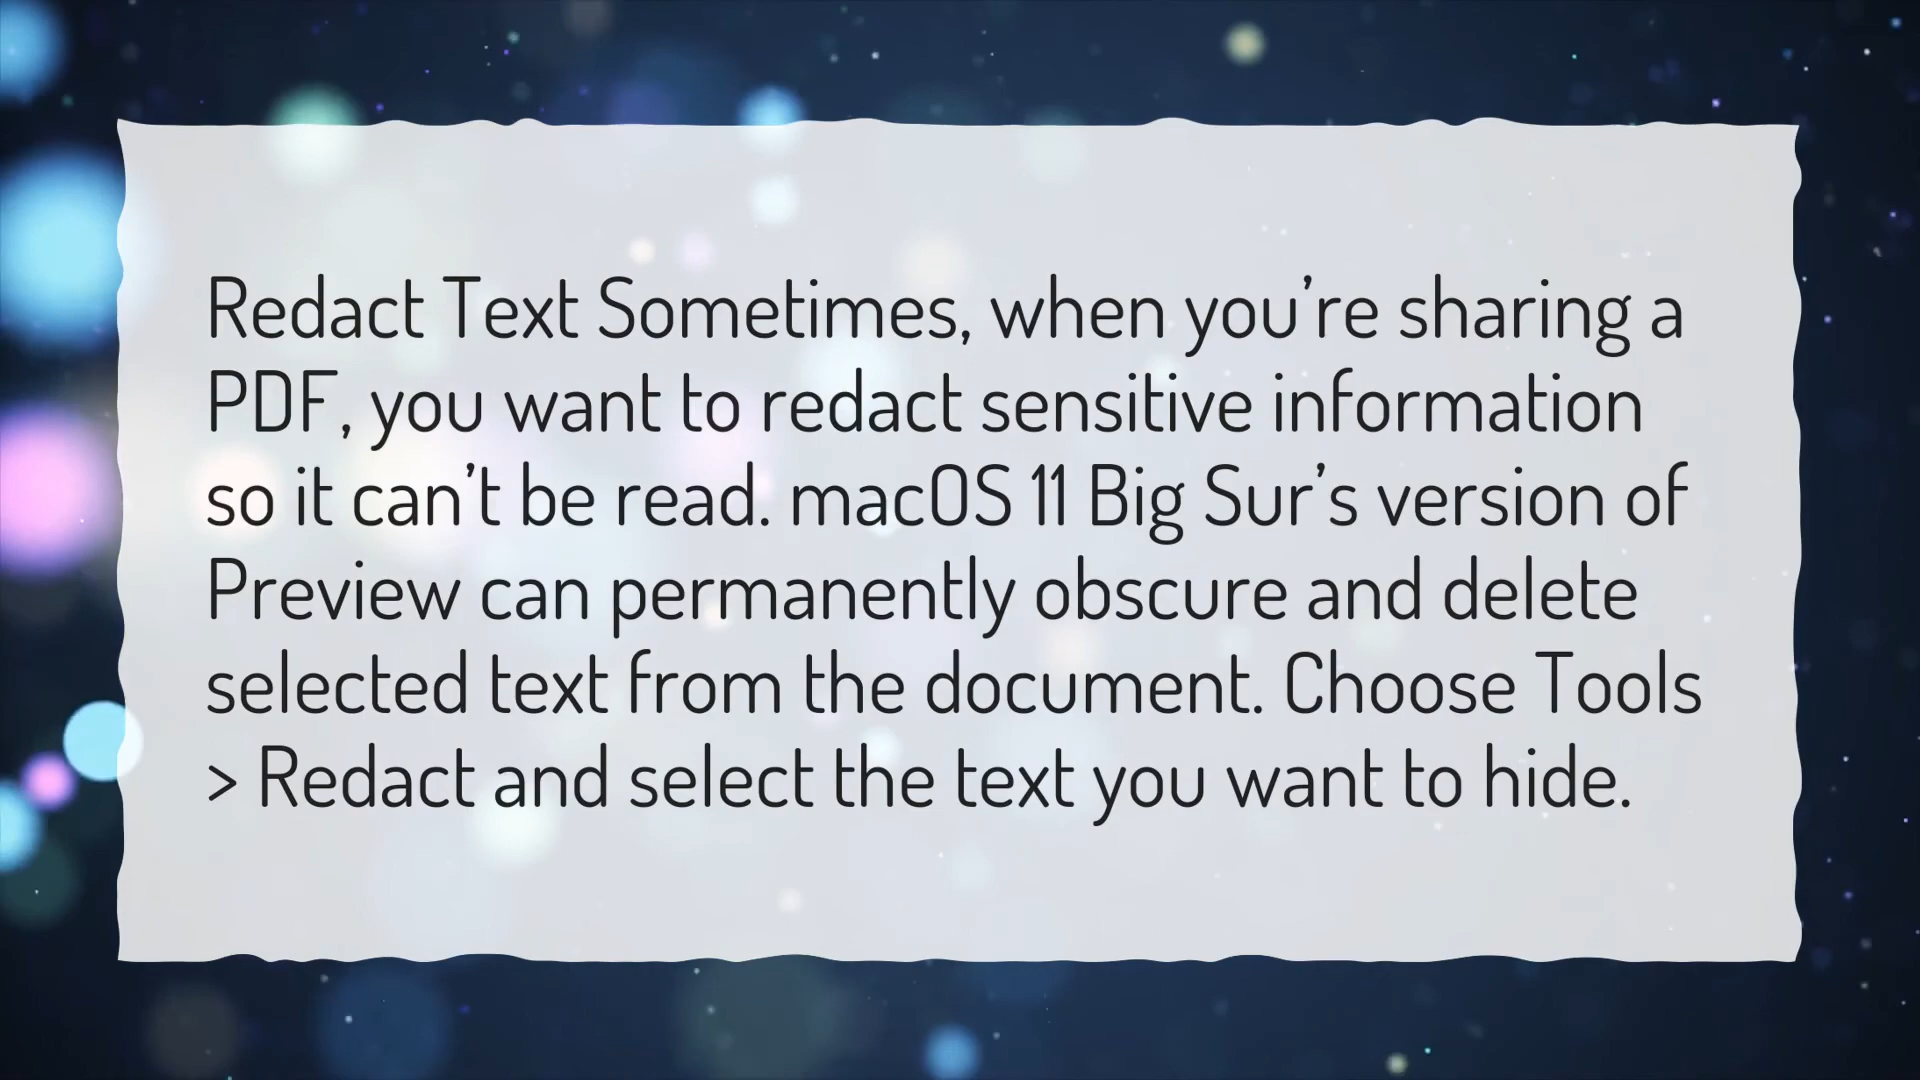 Redact Text Sometimes, when you’re sharing a
PDF, you want to redact sensitive information
so it can’t be read. macOS 11 Big Sur’s version of
Preview can permanently obscure and delete
selected text from the document. Choose Tools
> Redact and select the text you want to hide.